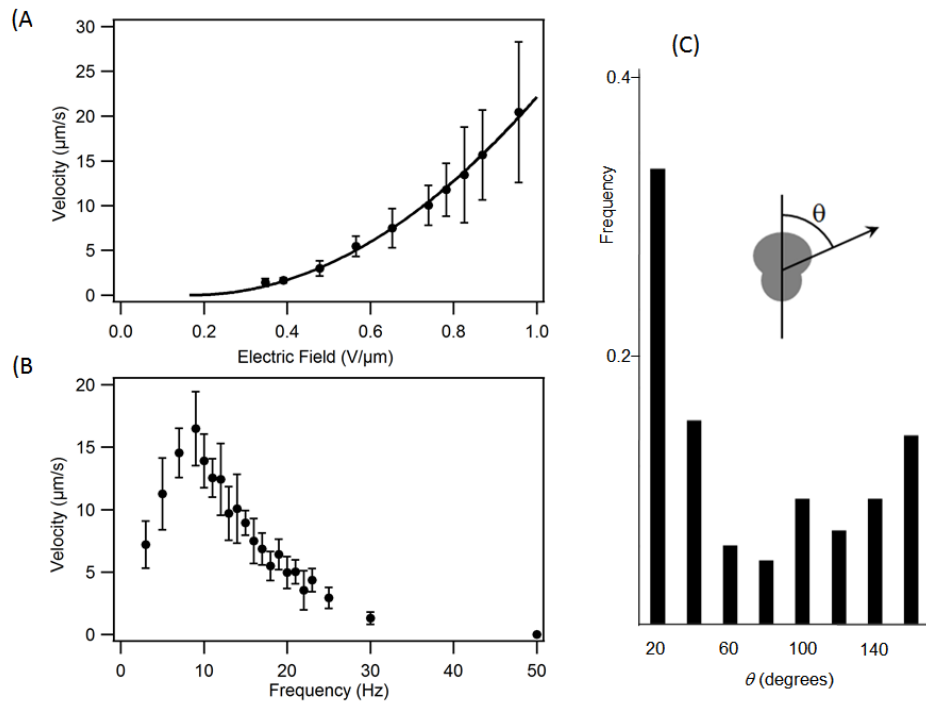 (A
30
25
20
15
10
5
0
Velocity (µm/s)
0.0 0.2 0.4 0.6 0.8 1.0
Electric Field (V/µm)
(B
20
15
10
5
0
Velocity (µm/s)
0 10 20 30 40 50
Frequency (Hz)
(C)
0.4
Frequency
θ
0.2
20 60 100 140
θ (degrees)